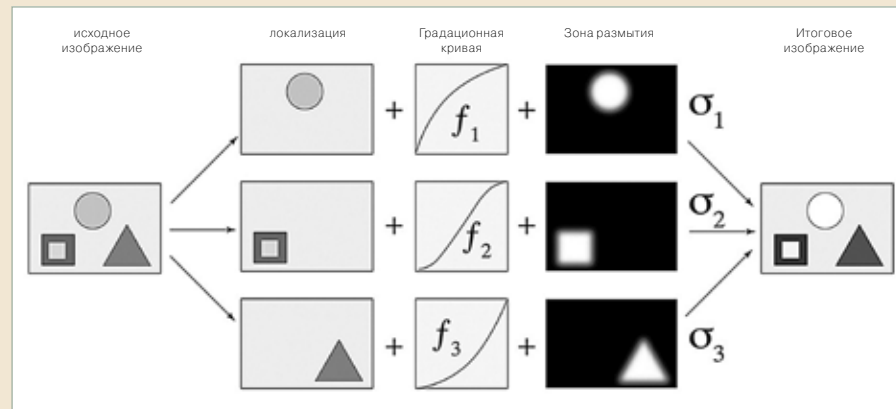 исходное
изображение
локализация
Градационная
кривая
Зона размытия
Итоговое
изображение
+ f1 + σ1
+ f2 + σ2
+ f3 + σ3